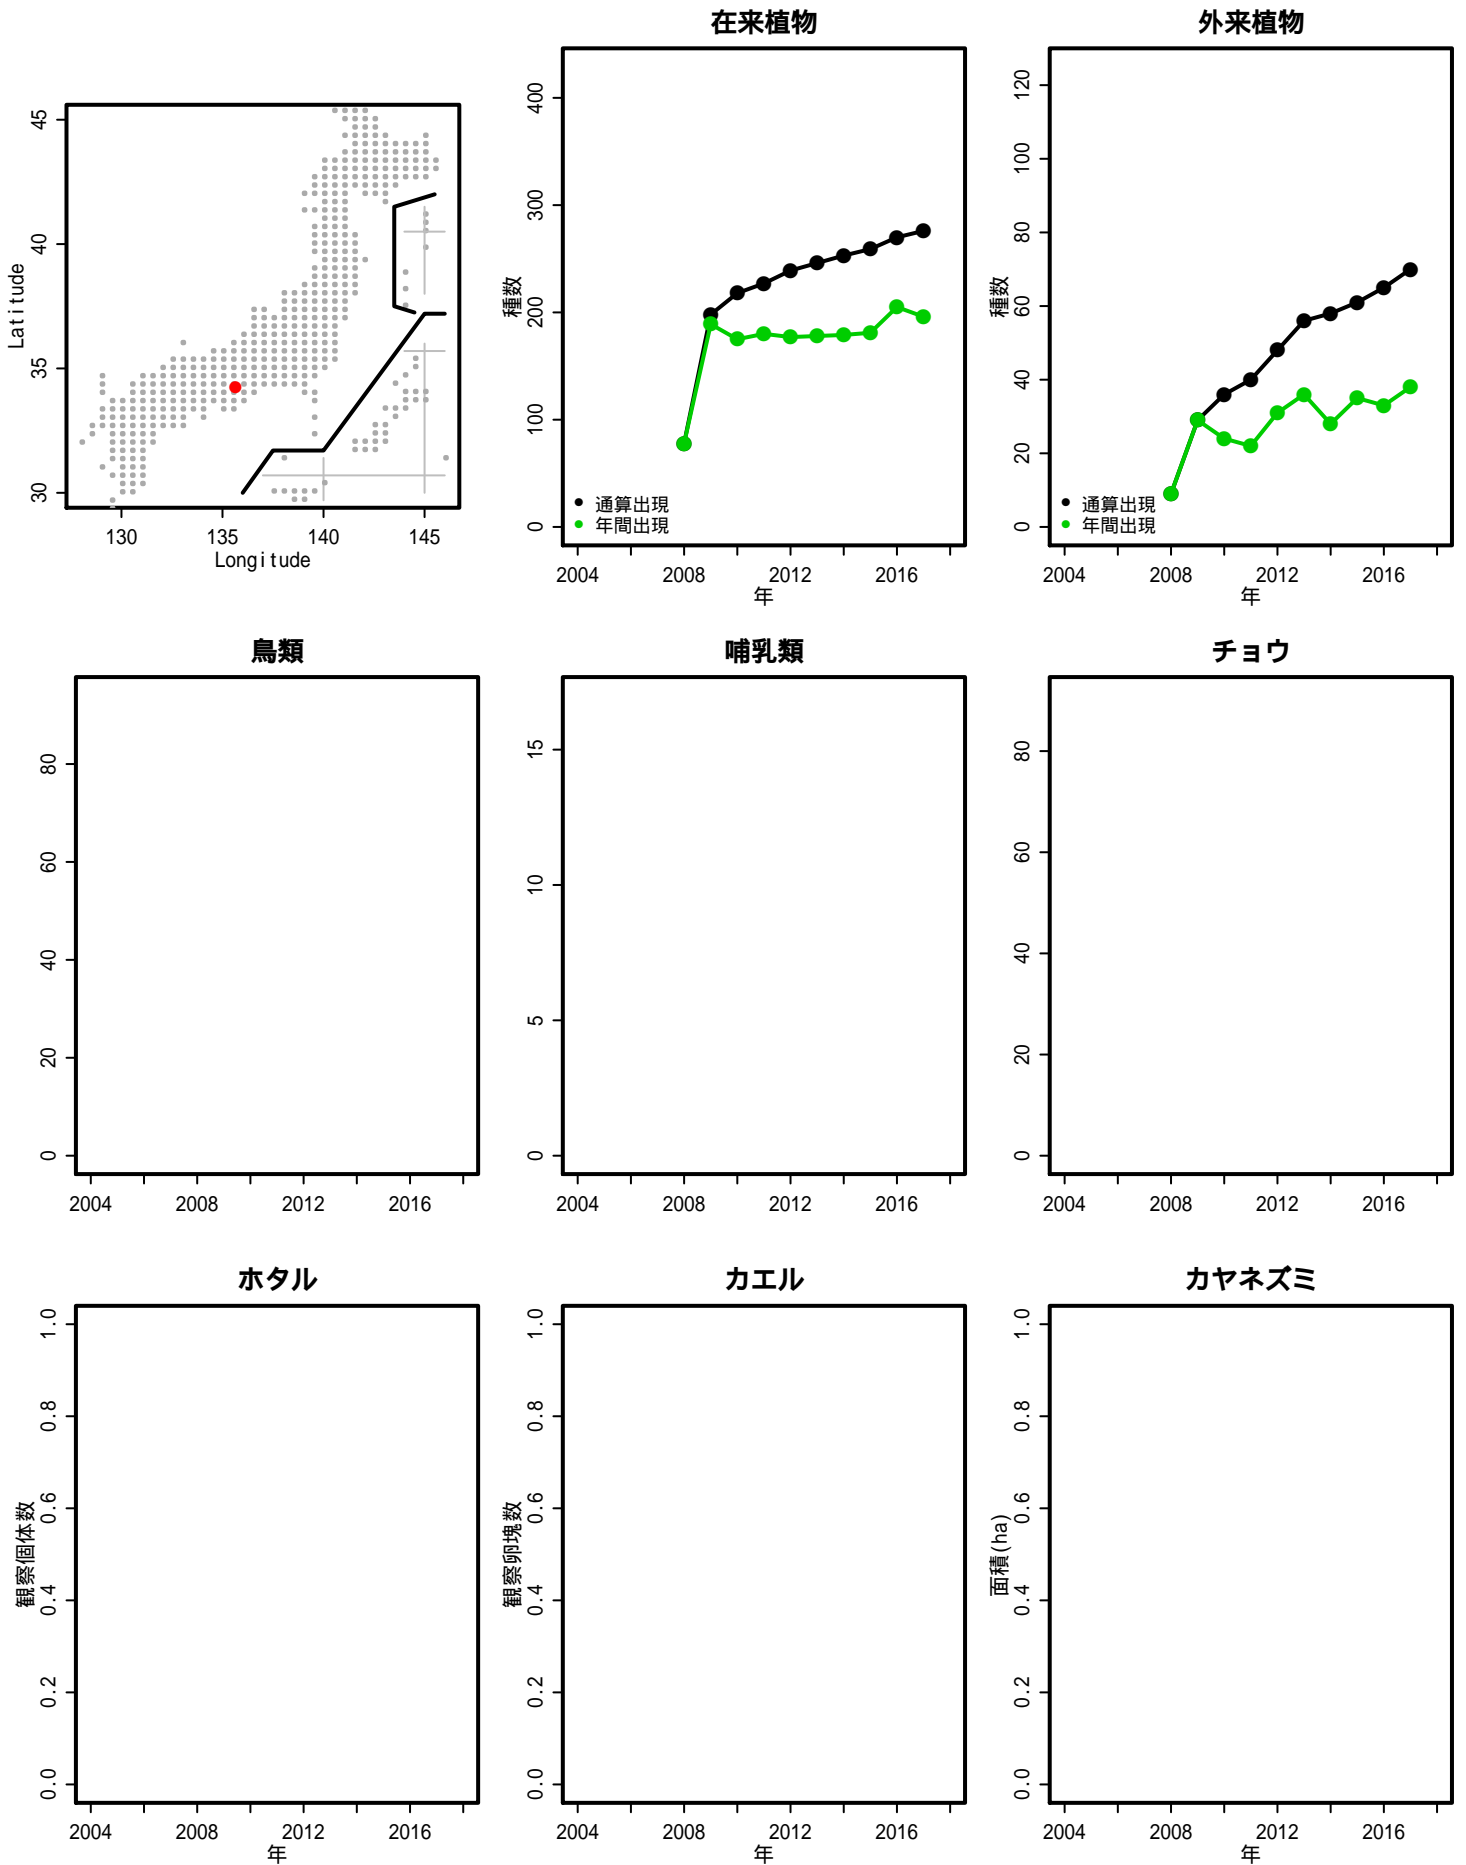 在来植物
外来植物
Latitude
45
40
35
30
130 135 140 145
Longitude
種数
400
300
200
100
0
通算出現
年間出現
2004 2008 2012 2016
年
種数
120
100
80
60
40
20
0
通算出現
年間出現
2004 2008 2012 2016
年
鳥類
哺乳類
チョウ
80
60
40
20
0
2004 2008 2012 2016
15
10
5
0
2004 2008 2012 2016
80
60
40
20
0
2004 2008 2012 2016
ホタル
カエル
カヤネズミ
観察個体数
1.0
0.8
0.6
0.4
0.2
0.0
2004 2008 2012 2016
年
観察卵塊数
1.0
0.8
0.6
0.4
0.2
0.0
2004 2008 2012 2016
年
面積(ha)
1.0
0.8
0.6
0.4
0.2
0.0
2004 2008 2012 2016
年